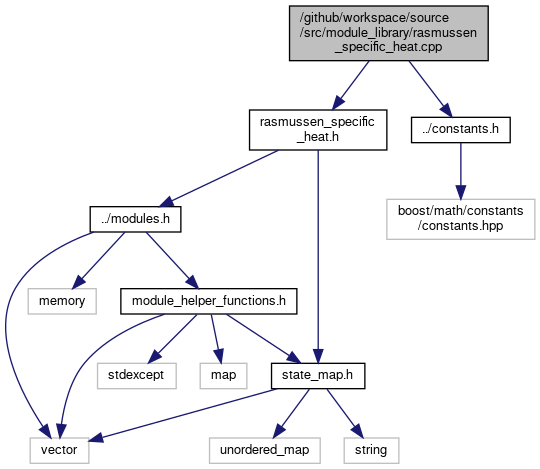 /github/workspace/source
/src/module_library/rasmussen
_specific_heat.cpp
rasmussen_specific
_heat.h
../constants.h
../modules.h
boost/math/constants
/constants.hpp
memory
module_helper_functions.h
stdexcept
map
state_map.h
vector
unordered_map
string